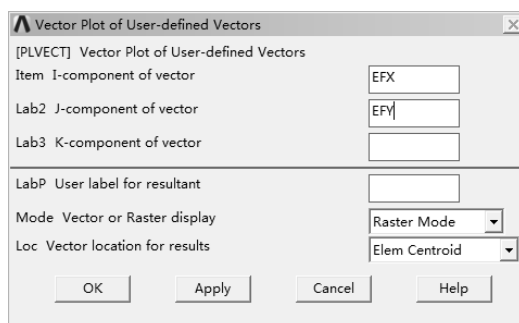 Vector Plot of User-defined Vectors
[PLVECT] Vector Plot of User-defined Vectors
Item I-component of vector EFX
Lab2 J-component of vector EFY
Lab3 K-component of vector
LabP User label for resultant
Mode Vector or Raster display Raster Mode
Loc Vector location for results Elem Centroid
OK Apply Cancel Help